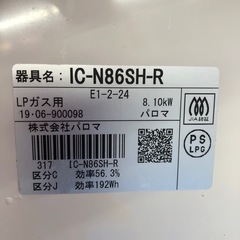 器具名： IC-N86SH-R
E1-2-24
LPガス用 8.10kW
19·06-900098 パロマ
株式会社パロマ
JIA認証
PS
LPG
317 IC-N86SH-R
区分C 効率56.3%
区分J 効率192Wh